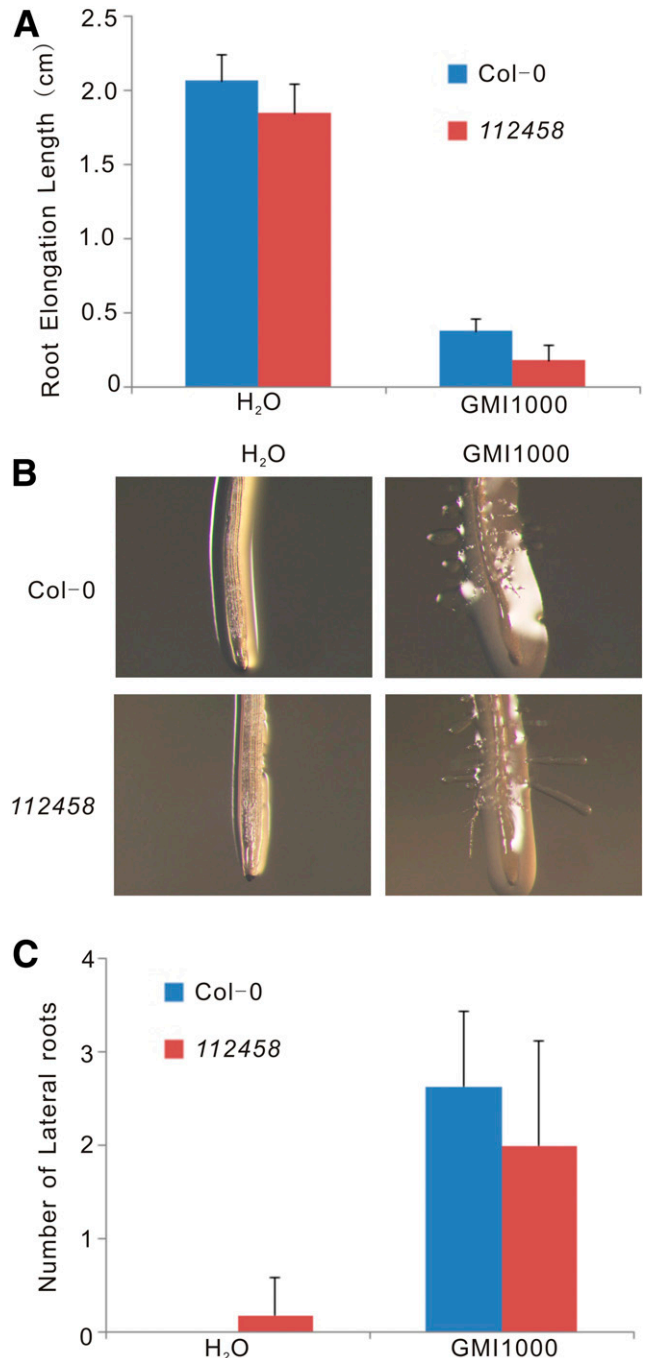 A
Root Elongation Length (cm)
2.5
2.0
1.5
1.0
0.5
0
Col-0
112458
H₂O GMI1000
B
H₂O GMI1000
Col-0
112458
C
Number of Lateral roots
4
3
2
1
0
Col-0
112458
H₂O GMI1000